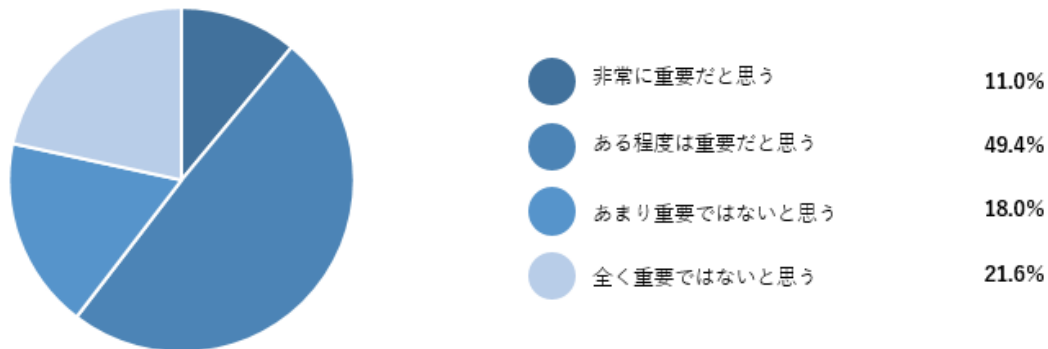 非常に重要だと思う 11.0%
ある程度は重要だと思う 49.4%
あまり重要ではないと思う 18.0%
全く重要ではないと思う 21.6%